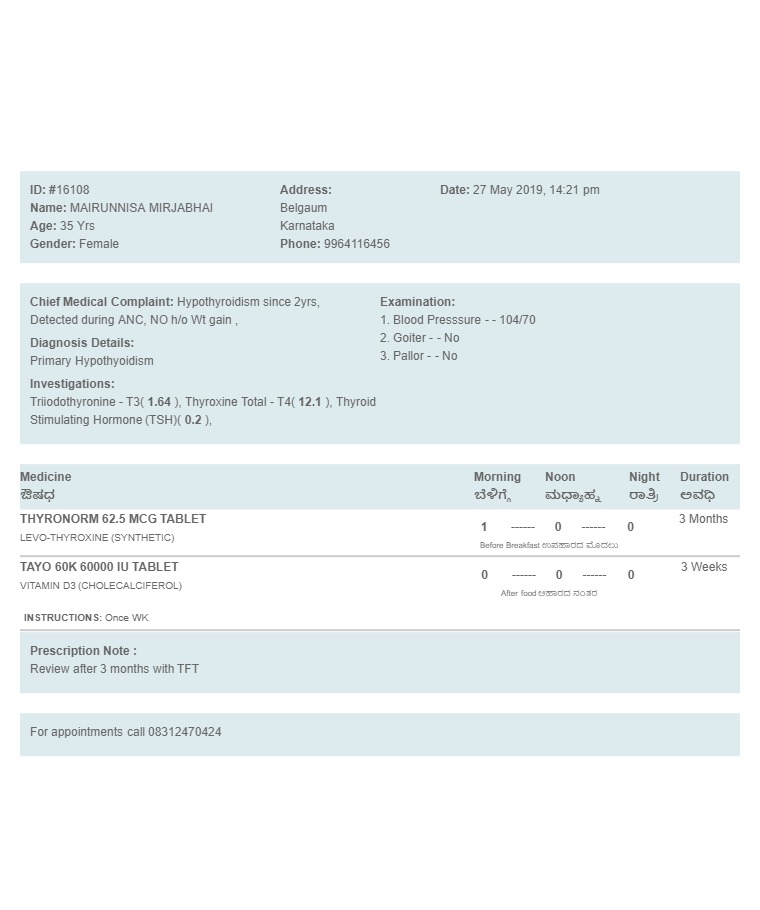 ID: #16108
Name: MAIRUNNISA MIRJABHAI
Age: 35 Yrs
Gender: Female
Address:
Belgaum
Karnataka
Phone: 9964116456
Date: 27 May 2019, 14:21 pm
Chief Medical Complaint: Hypothyroidism since 2yrs,
Detected during ANC, NO h/o Wt gain ,
Diagnosis Details:
Primary Hypothyoidism
Investigations:
Triiodothyronine - T3( 1.64 ), Thyroxine Total - T4( 12.1 ), Thyroid
Stimulating Hormone (TSH)( 0.2 ),
Examination:
1. Blood Presssure - - 104/70
2. Goiter - - No
3. Pallor - - No
Medicine Morning Noon Night Duration
ಔಷಧ ಬೆಳಿಗ್ಗೆ ಮಧ್ಯಾಹ್ನ ರಾತ್ರಿ ಅವಧಿ
THYRONORM 62.5 MCG TABLET 1 ------ 0 ------ 0 3 Months
LEVO-THYROXINE (SYNTHETIC)
Before Breakfast ಉಪಹಾರದ ಮೊದಲು
TAYO 60K 60000 IU TABLET 0 ------ 0 ------ 0 3 Weeks
VITAMIN D3 (CHOLECALCIFEROL)
After food ಆಹಾರದ ನಂತರ
INSTRUCTIONS: Once WK
Prescription Note :
Review after 3 months with TFT
For appointments call 08312470424